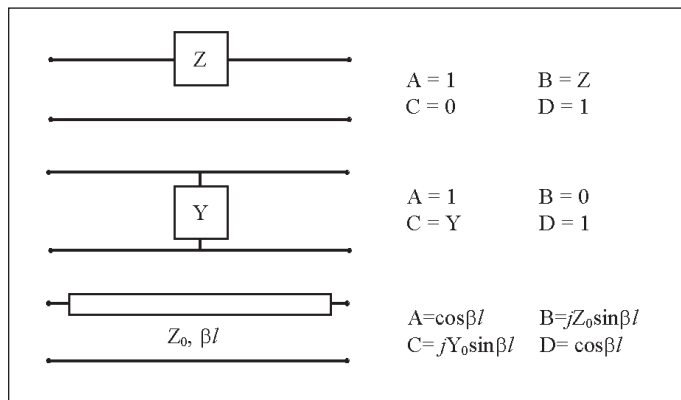 Z
A = 1 B = Z
C = 0 D = 1
Y
A = 1 B = 0
C = Y D = 1
Z₀, βl
A=cosβl B=jZ₀sinβl
C= jY₀sinβl D= cosβl